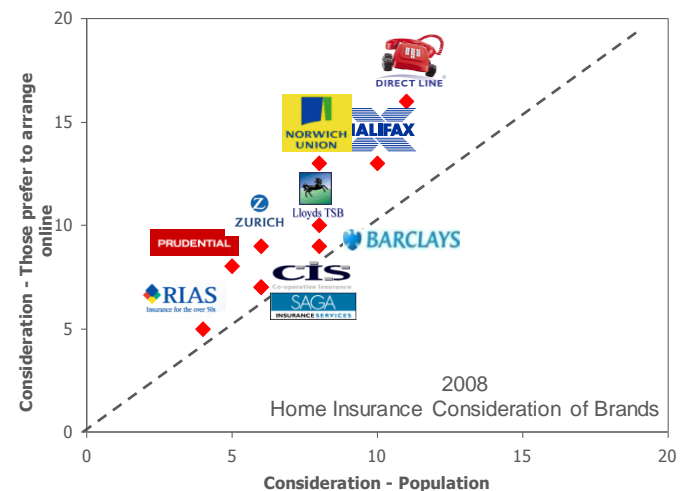 20
15
10
5
0
Consideration - Those prefer to arrange
online
DIRECT LINE
NORWICH
UNION
HALIFAX
Lloyds TSB
ZURICH
BARCLAYS
PRUDENTIAL
cis
Co-operative Insurance
RIAS
Insurance for the over 50s
SAGA
INSURANCE SERVICES
2008
Home Insurance Consideration of Brands
0
5
10
15
20
Consideration - Population